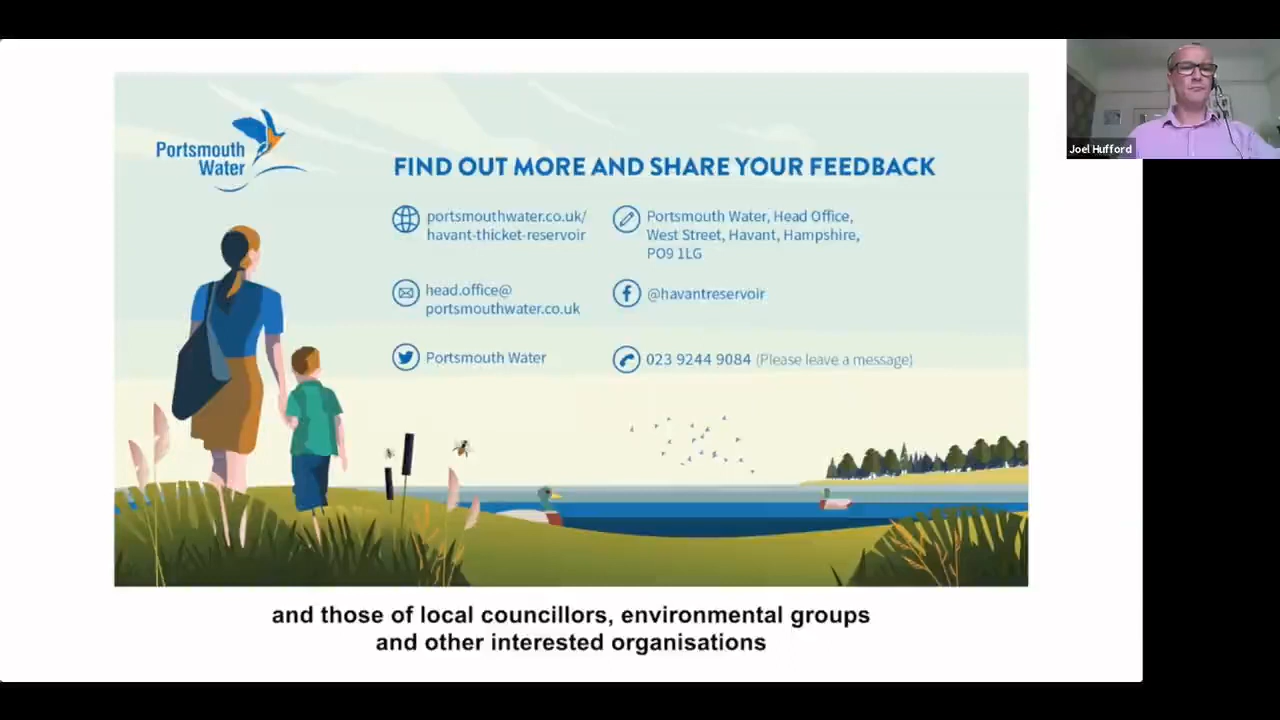 Portsmouth
Water
FIND OUT MORE AND SHARE YOUR FEEDBACK
portsmouthwater.co.uk/
havant-thicket-reservoir
Portsmouth Water, Head Office,
West Street, Havant, Hampshire,
PO9 1LG
head.office@
portsmouthwater.co.uk
@havantreservoir
Portsmouth Water
023 9244 9084 (Please leave a message)
and those of local councillors, environmental groups
and other interested organisations
Joel Hufford